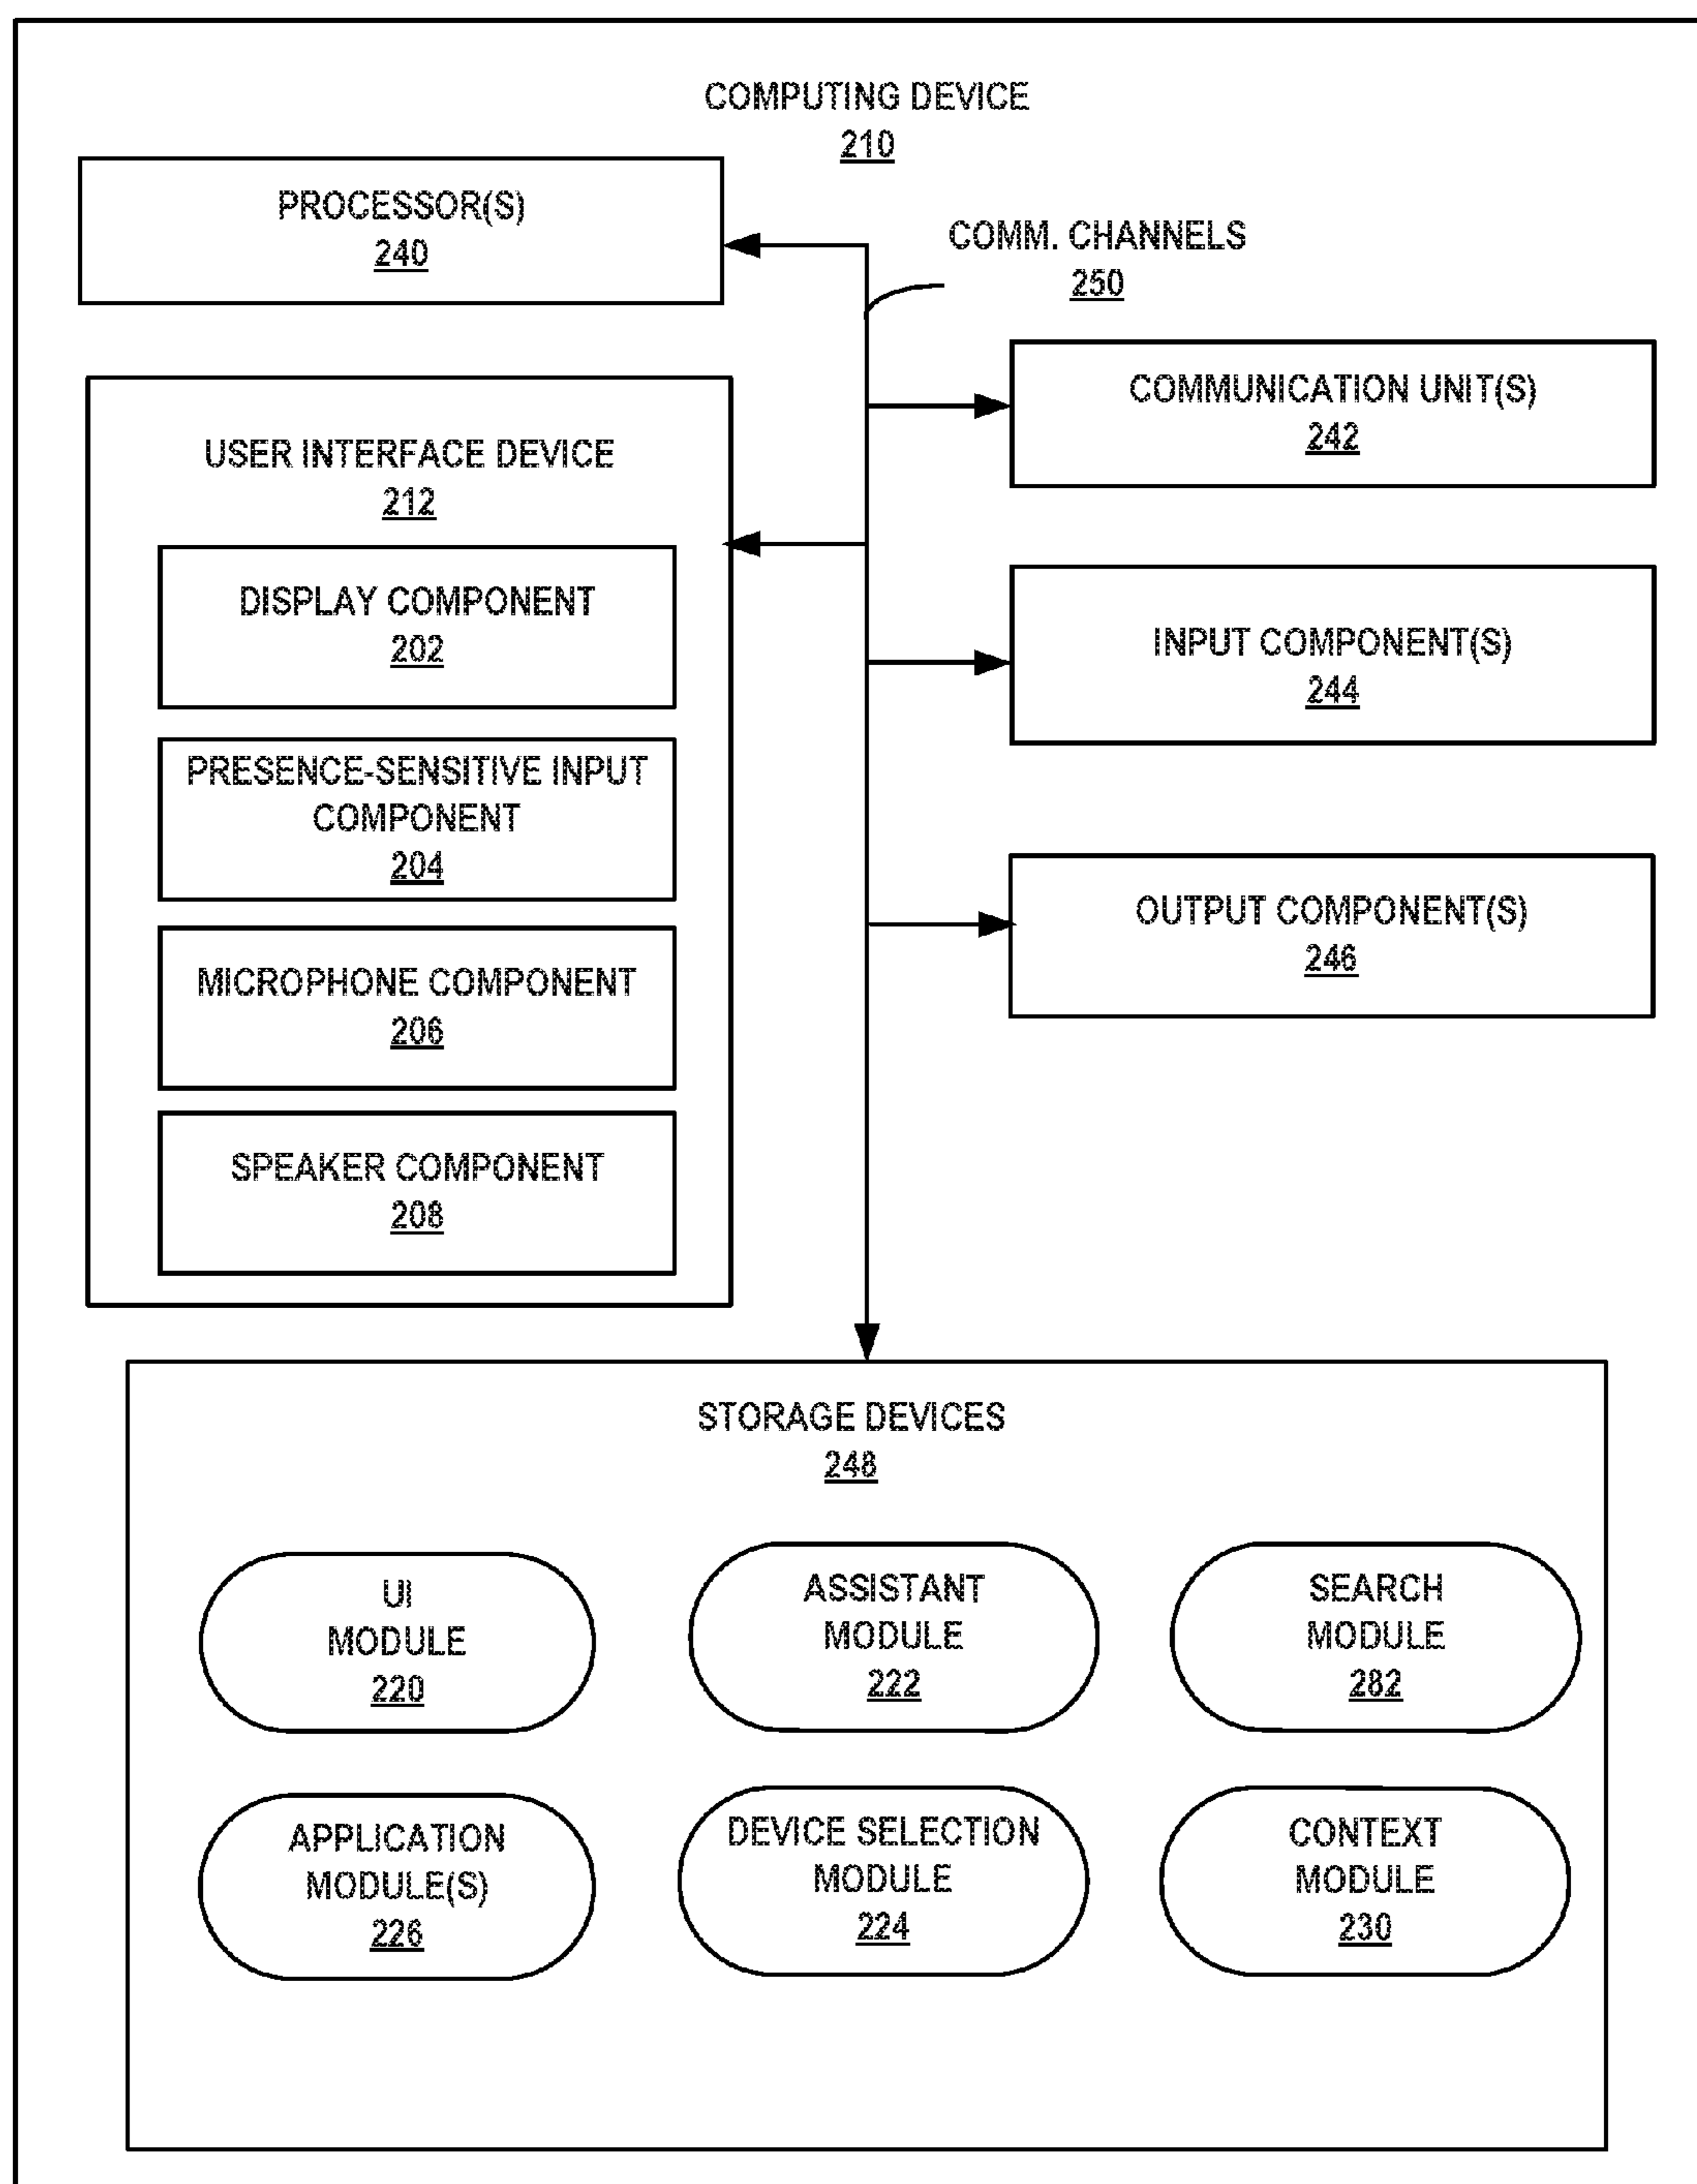 COMPUTING DEVICE
210
PROCESSOR(S)
240
COMM. CHANNELS
250
COMMUNICATION UNIT(S)
242
USER INTERFACE DEVICE
212
DISPLAY COMPONENT
202
INPUT COMPONENT(S)
244
PRESENCE-SENSITIVE INPUT
COMPONENT
204
OUTPUT COMPONENT(S)
246
MICROPHONE COMPONENT
206
SPEAKER COMPONENT
208
STORAGE DEVICES
248
UI
MODULE
220
ASSISTANT
MODULE
222
SEARCH
MODULE
282
APPLICATION
MODULE(S)
226
DEVICE SELECTION
MODULE
224
CONTEXT
MODULE
230